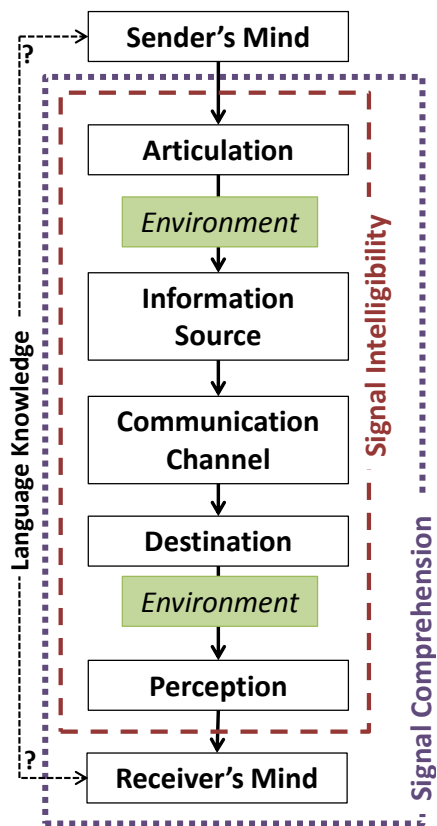 Sender's Mind
?
Articulation
Environment
Information
Source
Communication
Channel
Destination
Environment
Perception
?
Receiver's Mind
Language Knowledge
Signal Intelligibility
Signal Comprehension